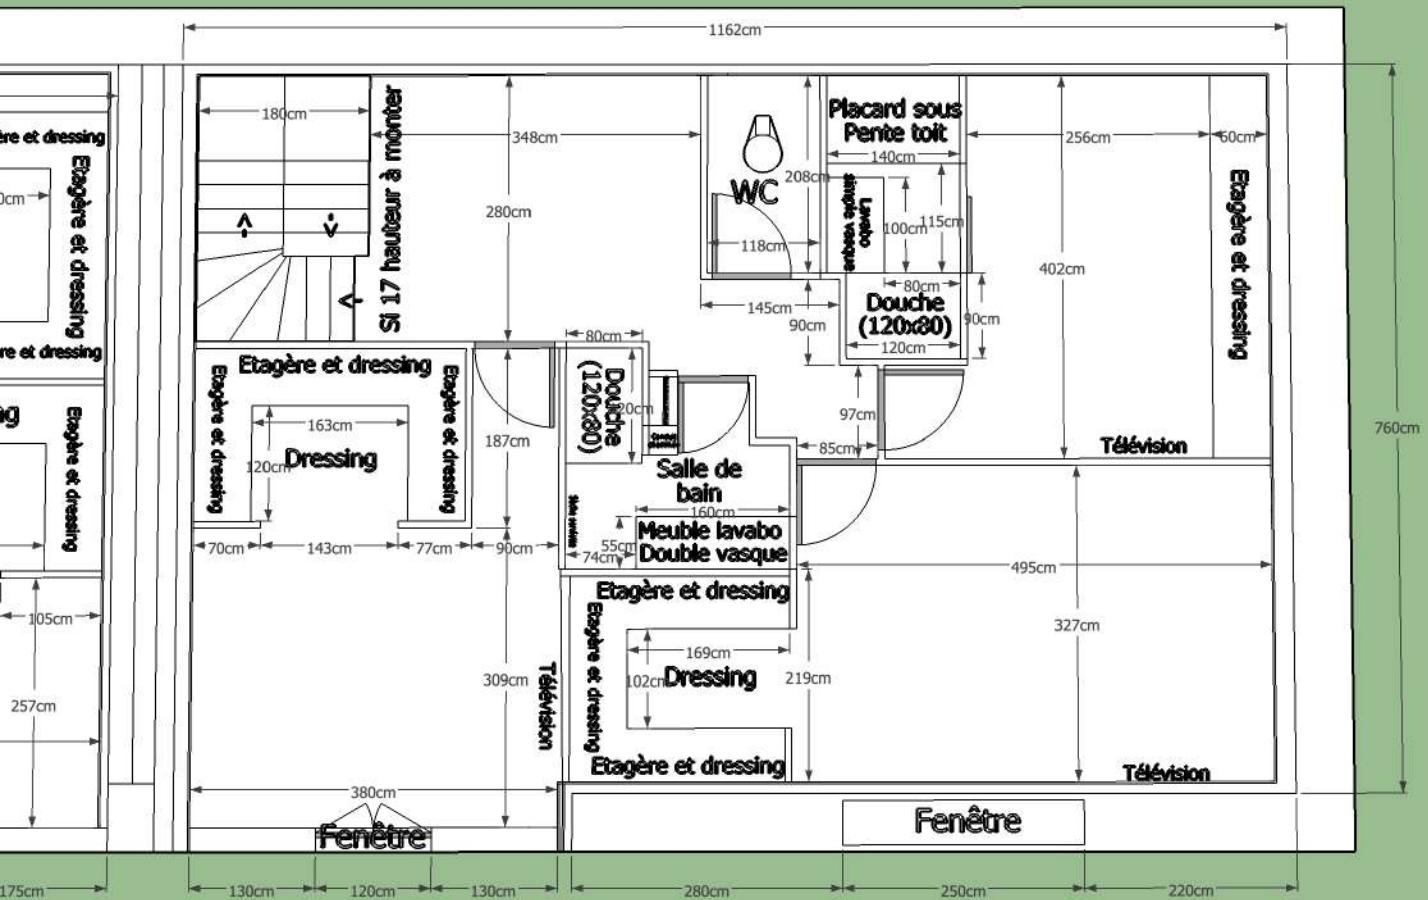 1162cm
180cm
Si 17 hauteur à monter
348cm
280cm
WC
208cm
118cm
145cm
90cm
Placard sous
Pente toit
140cm
Lavabo
simple vasque
100cm
115cm
80cm
Douche
(120x80)
120cm
90cm
256cm
60cm
402cm
Etagère et dressing
Télévision
760cm
ère et dressing
Etagère et dressing
0cm
re et dressing
Etagère et dressing
105cm
257cm
175cm
Etagère et dressing
Etagère et dressing
Etagère et dressing
163cm
120cm
Dressing
187cm
70cm
143cm
77cm
90cm
80cm
Douche
(120x80)
120cm
Salle de
bain
160cm
Meuble lavabo
Double vasque
55cm
74cm
97cm
85cm
495cm
327cm
219cm
Etagère et dressing
Etagère et dressing
169cm
102cm
Dressing
Etagère et dressing
Télévision
309cm
Télévision
380cm
Fenêtre
Fenêtre
130cm
120cm
130cm
280cm
250cm
220cm